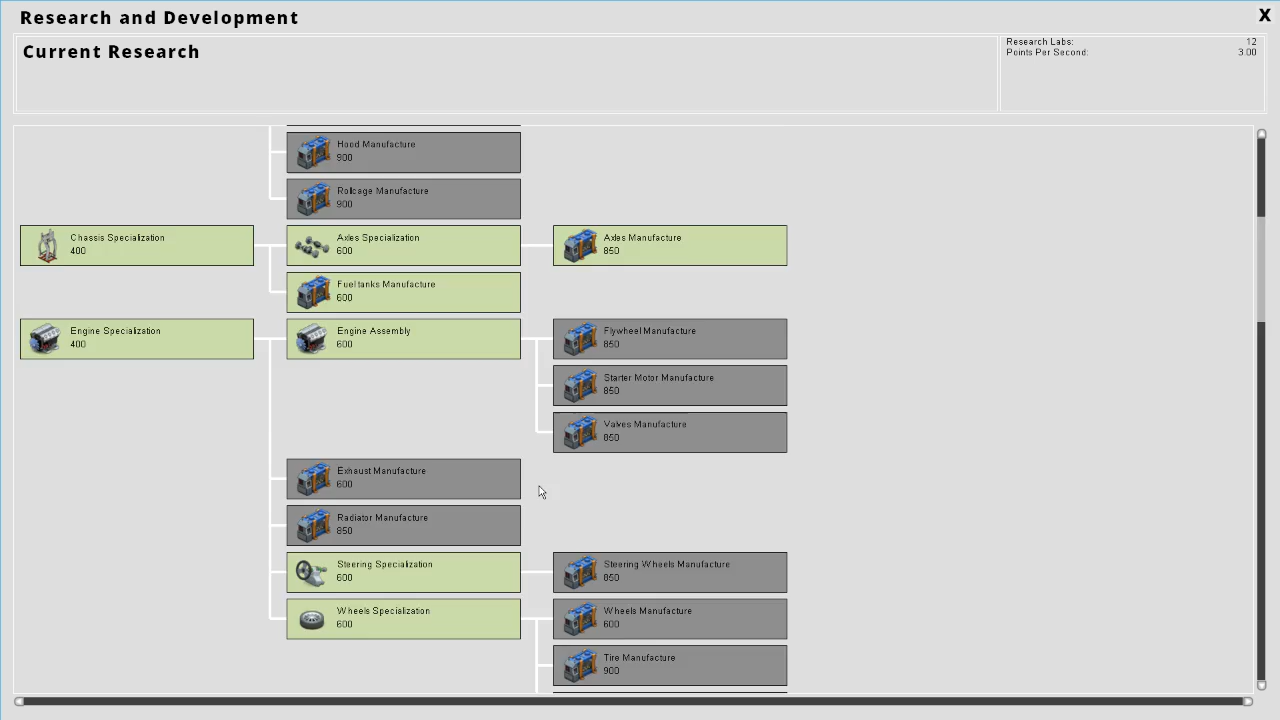 Research and Development
X
Current Research
Research Labs: 12
Points Per Second: 3.00
Hood Manufacture
900
Rollcage Manufacture
900
Chassis Specialization
400
Axles Specialization
600
Axles Manufacture
850
Fueltanks Manufacture
600
Engine Specialization
400
Engine Assembly
600
Flywheel Manufacture
850
Starter Motor Manufacture
850
Valves Manufacture
850
Exhaust Manufacture
600
Radiator Manufacture
850
Steering Specialization
600
Steering Wheels Manufacture
850
Wheels Specialization
600
Wheels Manufacture
600
Tire Manufacture
900